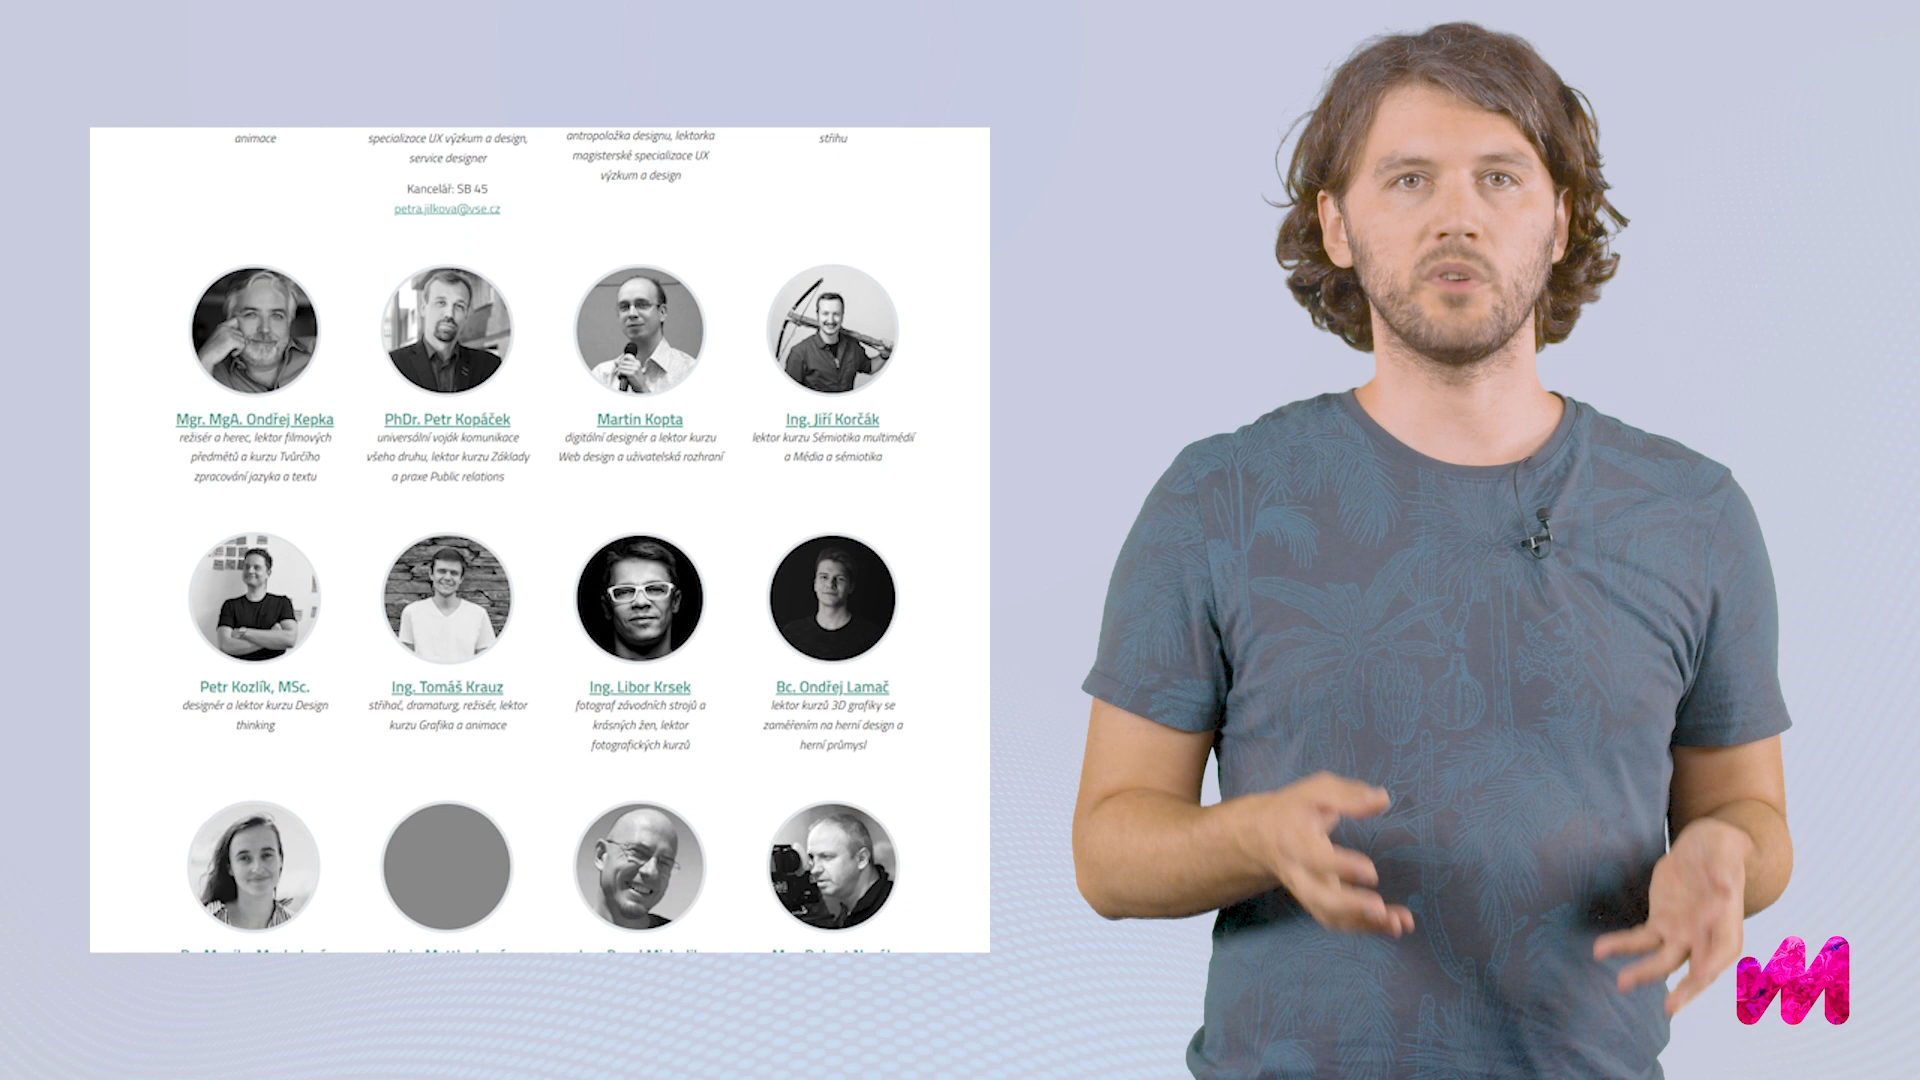 animace
specializace UX výzkum a design,
service designer
Kancelář: SB 45
petra.jilkova@vse.cz
antropoložka designu, lektorka
magisterské specializace UX
výzkum a design
střihu
Mgr. MgA. Ondřej Kepka
režisér a herec, lektor filmových
předmětů a kurzu Tvůrčího
zpracování jazyka a textu
PhDr. Petr Kopáček
universální voják komunikace
všeho druhu, lektor kurzu Základy
a praxe Public relations
Martin Kopta
digitální designér a lektor kurzu
Web design a uživatelská rozhraní
Ing. Jiří Korčák
lektor kurzu Sémiotika multimédií
a Média a sémiotika
Petr Kozlík, MSc.
designér a lektor kurzu Design
thinking
Ing. Tomáš Krauz
střihač, dramaturg, režisér, lektor
kurzu Grafika a animace
Ing. Libor Krsek
fotograf závodních strojů a
krásných žen, lektor
fotografických kurzů
Bc. Ondřej Lamač
lektor kurzů 3D grafiky se
zaměřením na herní design a
herní průmysl